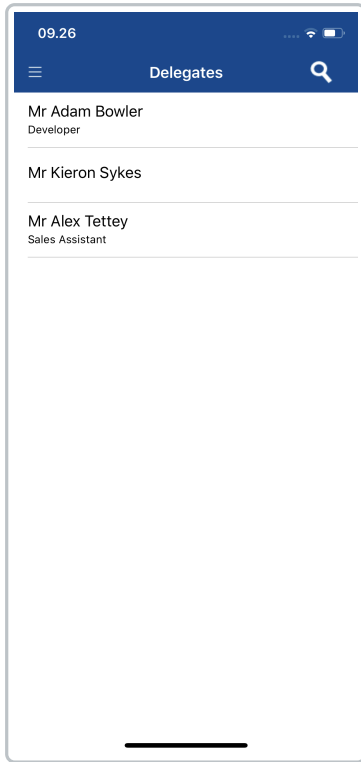 09.26
Delegates
Mr Adam Bowler
Developer
Mr Kieron Sykes
Mr Alex Tettey
Sales Assistant